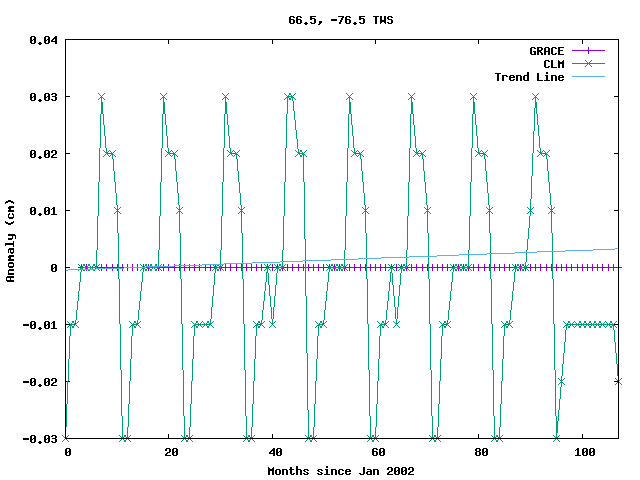 66.5, -76.5 TWS
GRACE
CLM
Trend Line
0.04
0.03
0.02
0.01
0
-0.01
-0.02
-0.03
Anomaly (cm)
0 20 40 60 80 100
Months since Jan 2002